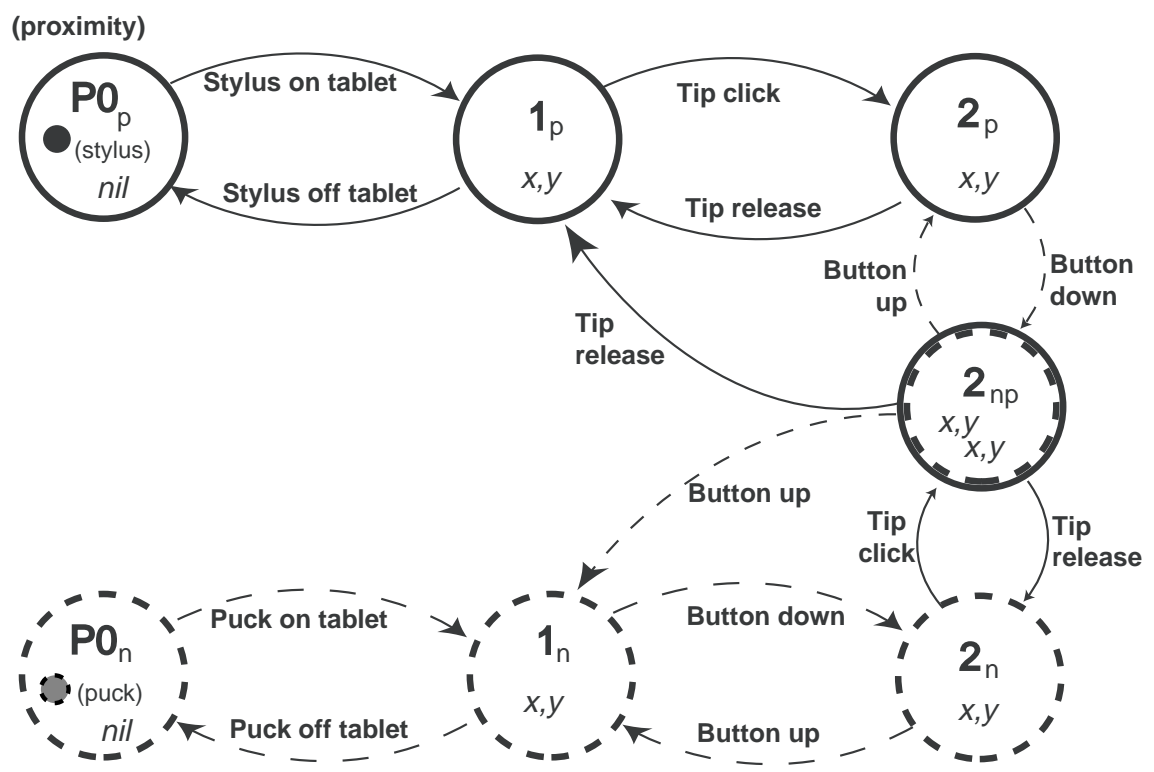 (proximity)
P0p
(stylus)
nil
Stylus on tablet
Stylus off tablet
1p
x,y
Tip click
Tip release
2p
x,y
Button
up
Button
down
Tip
release
2np
x,y
x,y
Button up
Tip
click
Tip
release
P0n
(puck)
nil
Puck on tablet
Puck off tablet
1n
x,y
Button down
Button up
2n
x,y